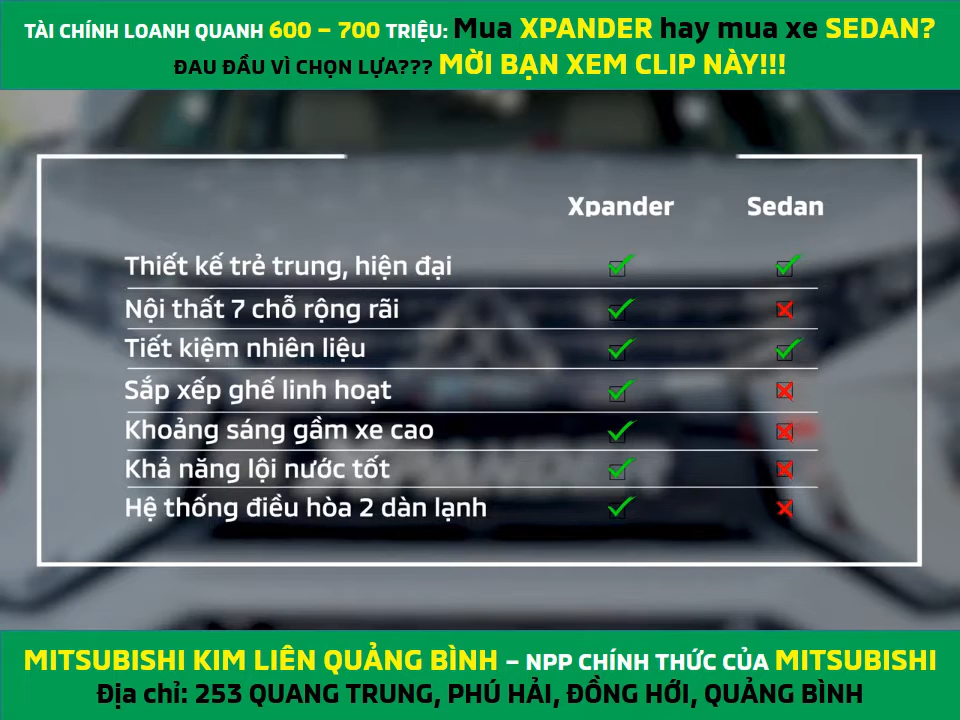 TÀI CHÍNH LOANH QUANH 600 – 700 TRIỆU: Mua XPANDER hay mua xe SEDAN?
ĐAU ĐẦU VÌ CHỌN LỰA??? MỜI BẠN XEM CLIP NÀY!!!
Xpander Sedan
Thiết kế trẻ trung, hiện đại
Nội thất 7 chỗ rộng rãi
Tiết kiệm nhiên liệu
Sắp xếp ghế linh hoạt
Khoảng sáng gầm xe cao
Khả năng lội nước tốt
Hệ thống điều hòa 2 dàn lạnh
XPANDER
MITSUBISHI KIM LIÊN QUẢNG BÌNH – NPP CHÍNH THỨC CỦA MITSUBISHI
Địa chỉ: 253 QUANG TRUNG, PHÚ HẢI, ĐỒNG HỚI, QUẢNG BÌNH